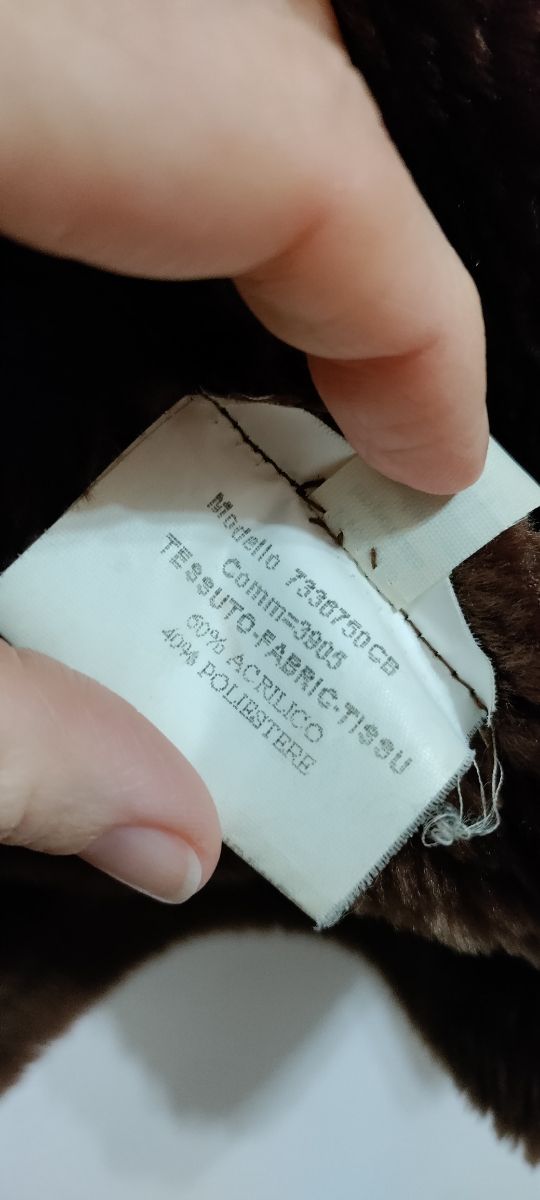 Modello 7336750CB
Comm=3905
TESSUTO-FABRIC-TISSU
60% ACRILICO
40% POLIESTERE